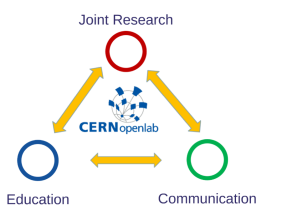 Joint Research
CERNopenlab
Education
Communication